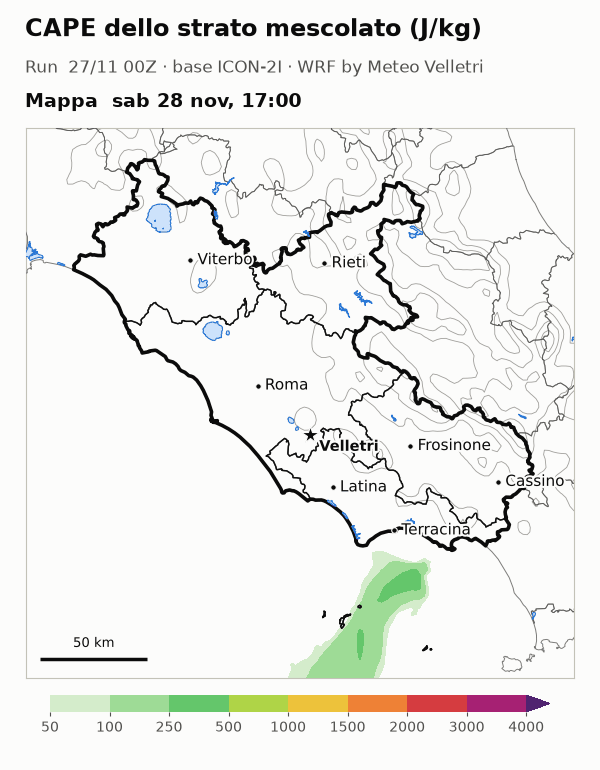 CAPE dello strato mescolato (J/kg)
Run  27/11 00Z · base ICON-2I · WRF by Meteo Velletri
Mappa  sab 28 nov, 17:00
Viterbo
Rieti
Roma
Velletri
Frosinone
Cassino
Latina
Terracina
50 km
50 100 250 500 1000 1500 2000 3000 4000